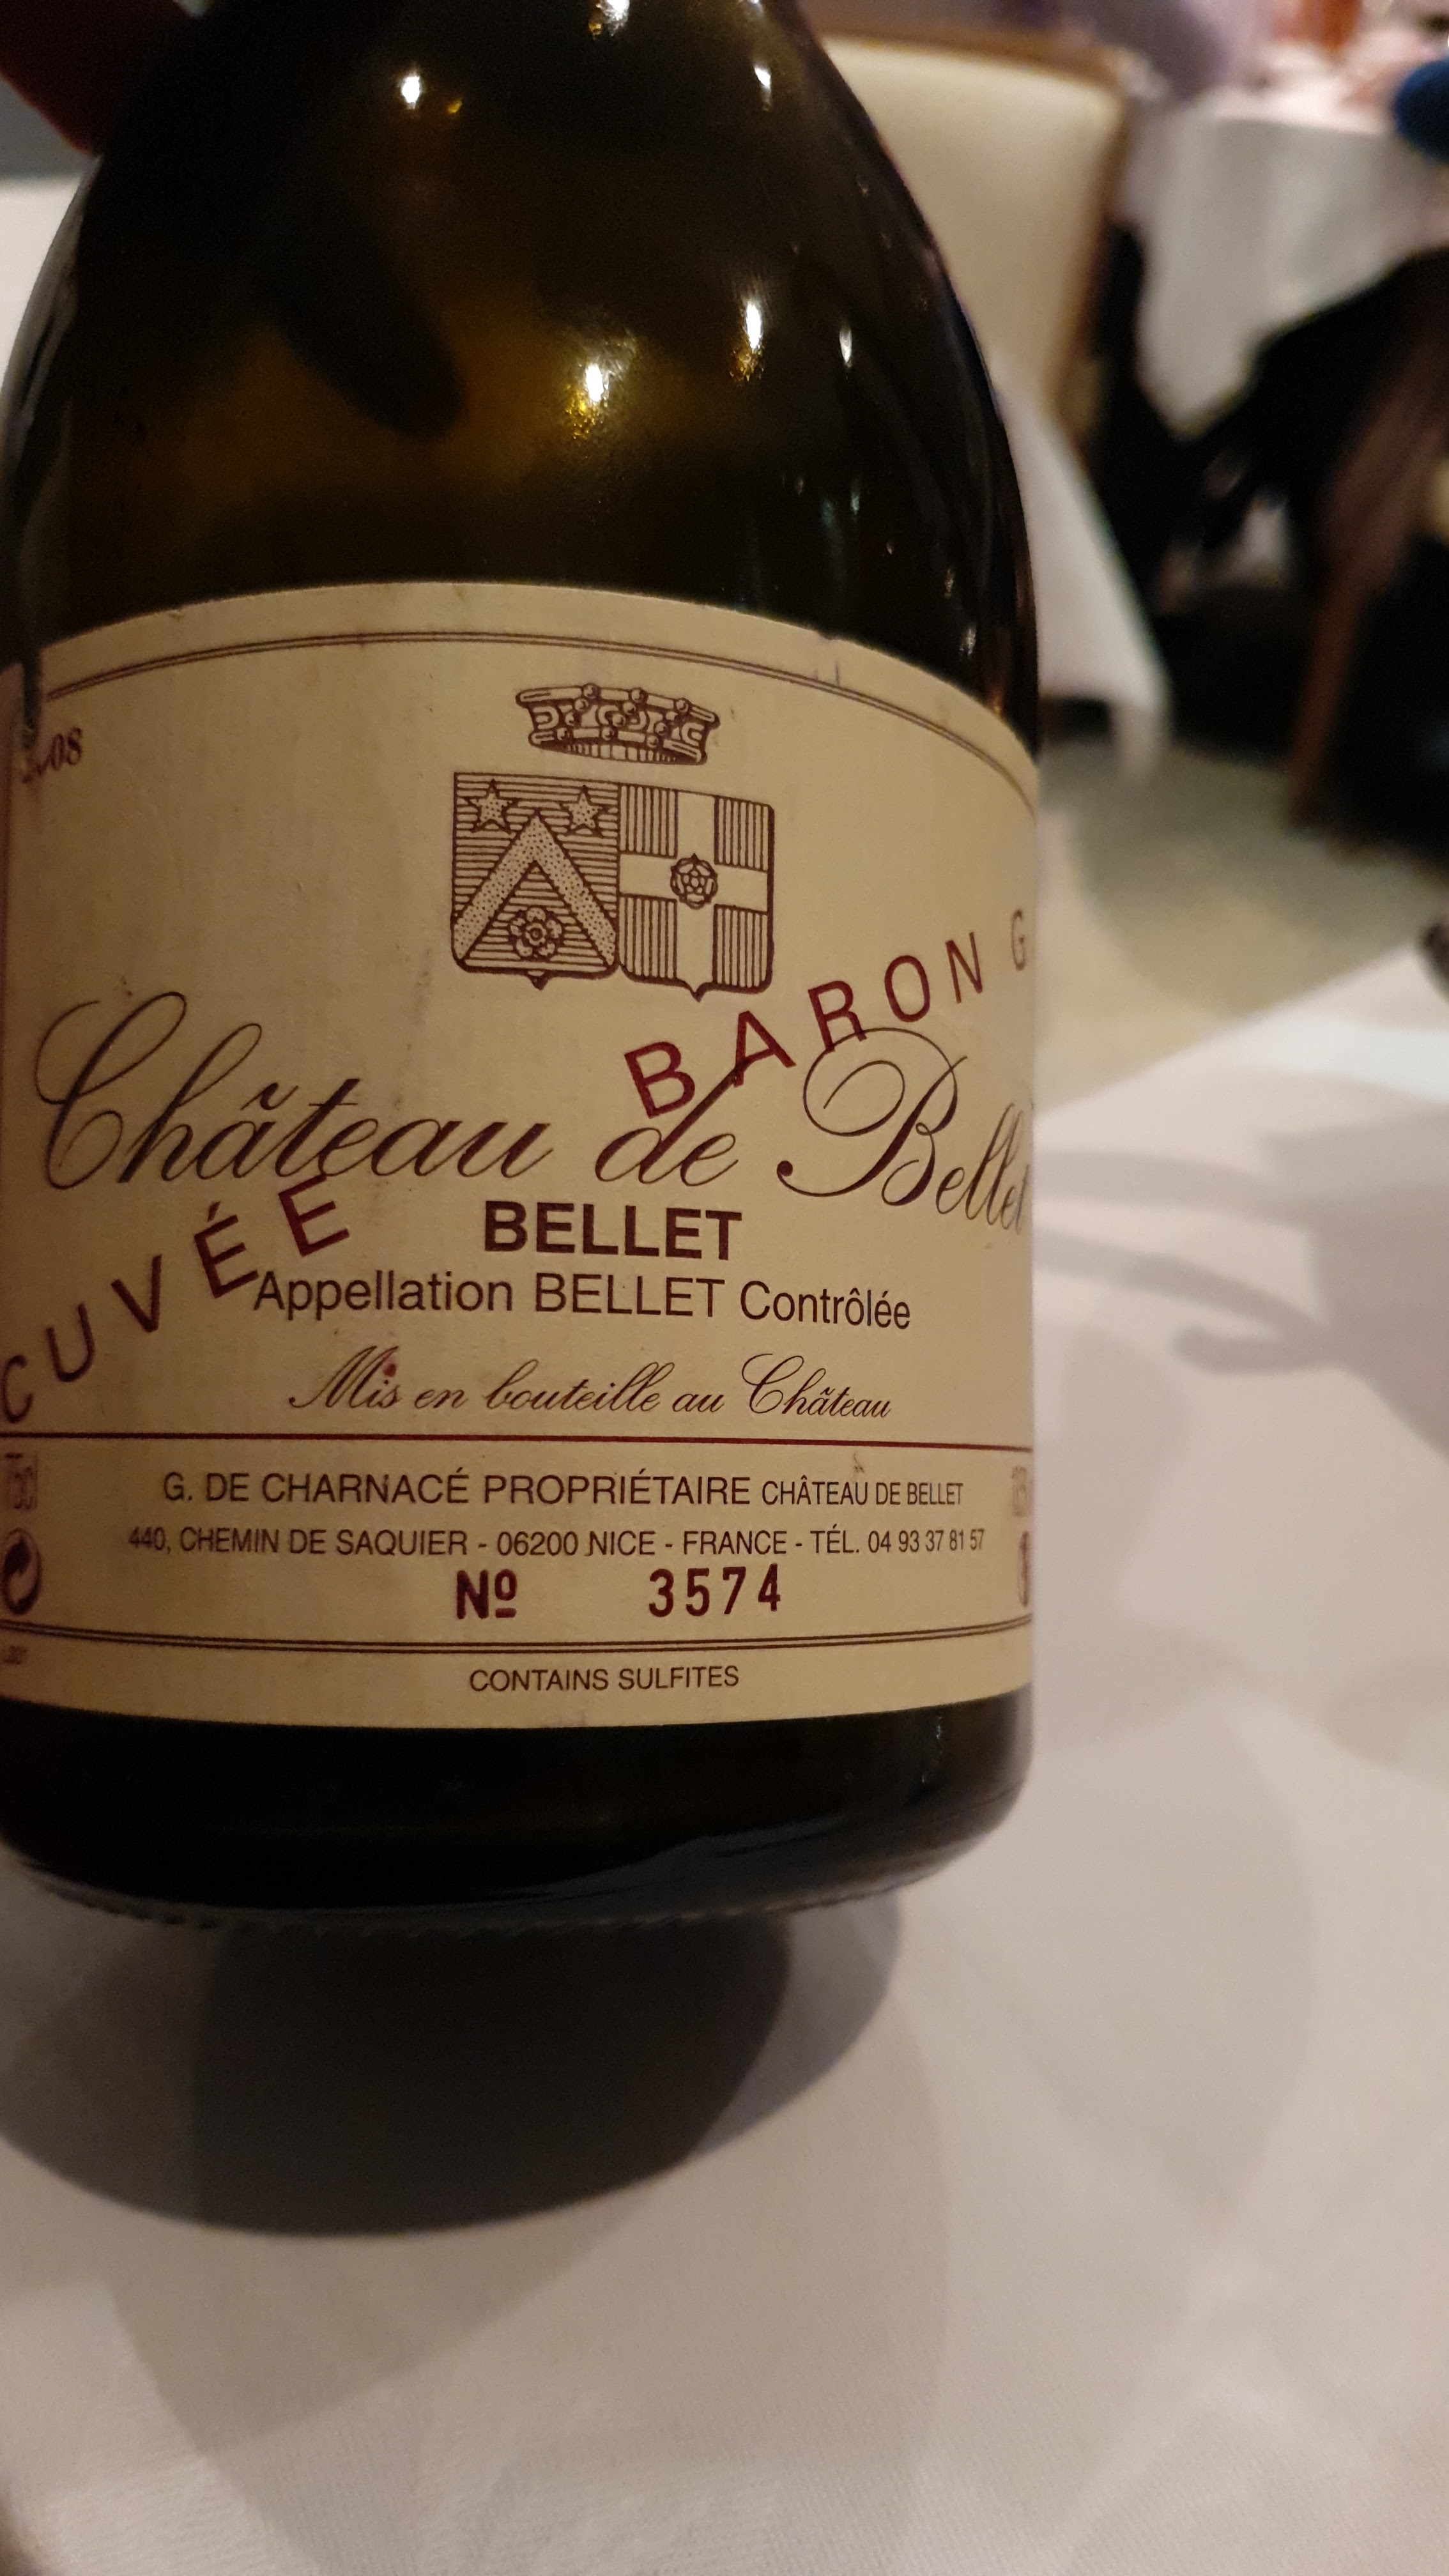 BARON G
Château de Bellet
CUVÉE
BELLET
Appellation BELLET Contrôlée
Mis en bouteille au Château
75cl
G. DE CHARNACÉ PROPRIÉTAIRE CHÂTEAU DE BELLET
440, CHEMIN DE SAQUIER - 06200 NICE - FRANCE - TÉL. 04 93 37 81 57
Nº 3574
CONTAINS SULFITES